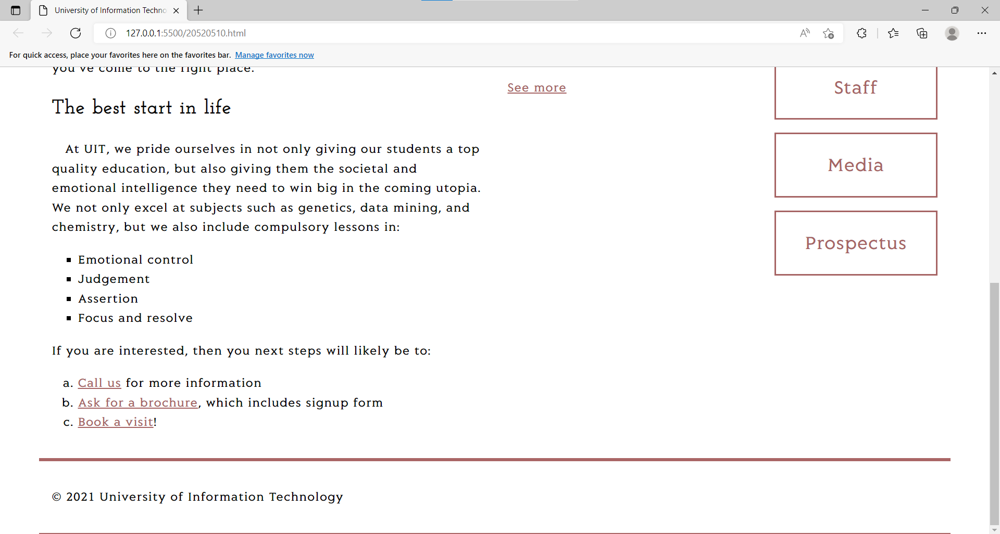 University of Information Techno
127.0.0.1:5500/20520510.html
For quick access, place your favorites here on the favorites bar. Manage favorites now
you've come to the right place.
The best start in life
At UIT, we pride ourselves in not only giving our students a top
quality education, but also giving them the societal and
emotional intelligence they need to win big in the coming utopia.
We not only excel at subjects such as genetics, data mining, and
chemistry, but we also include compulsory lessons in:
▪ Emotional control
▪ Judgement
▪ Assertion
▪ Focus and resolve
If you are interested, then you next steps will likely be to:
a. Call us for more information
b. Ask for a brochure, which includes signup form
c. Book a visit!
See more
Staff
Media
Prospectus
© 2021 University of Information Technology